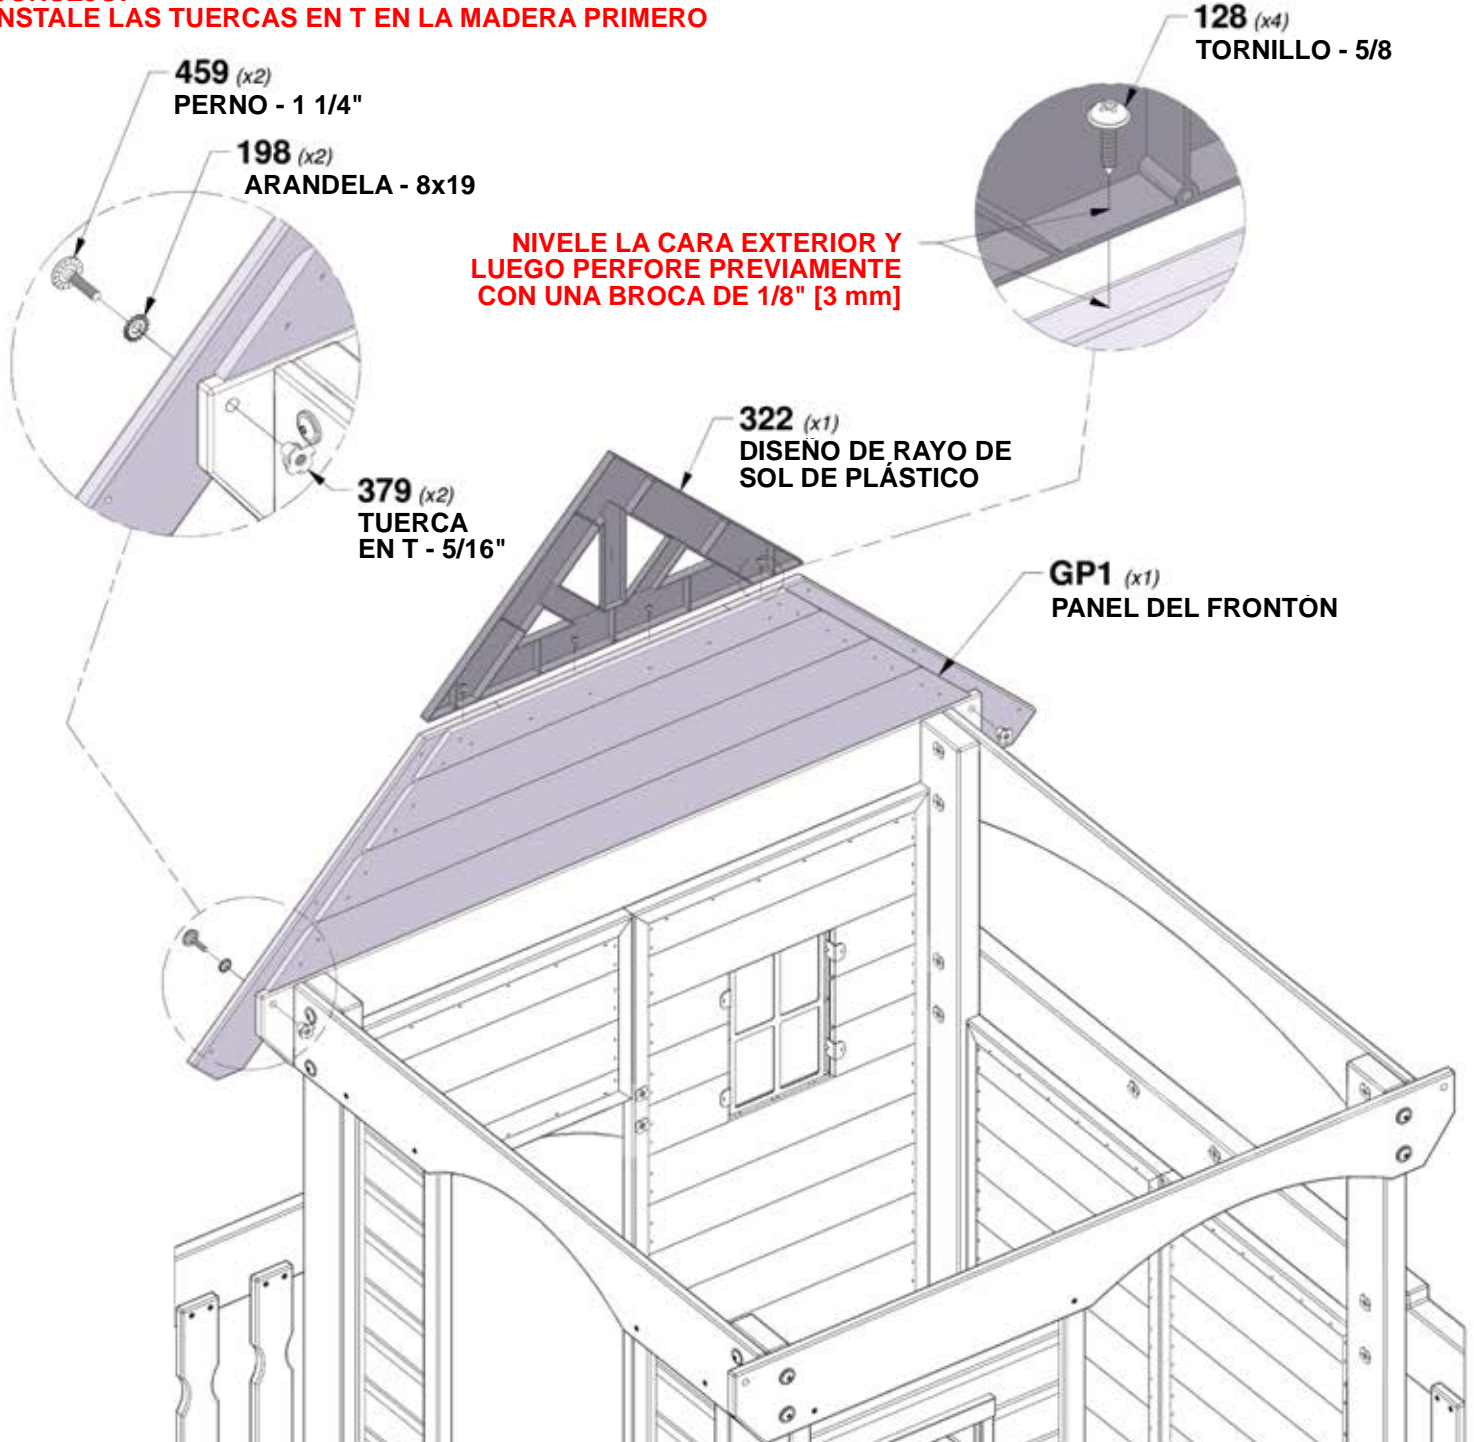 INSTALE LAS TUERCAS EN T EN LA MADERA PRIMERO
128 (x4)
TORNILLO - 5/8
459 (x2)
PERNO - 1 1/4"
198 (x2)
ARANDELA - 8x19
NIVELE LA CARA EXTERIOR Y
LUEGO PERFORE PREVIAMENTE
CON UNA BROCA DE 1/8" [3 mm]
322 (x1)
DISEÑO DE RAYO DE
SOL DE PLÁSTICO
379 (x2)
TUERCA
EN T - 5/16"
GP1 (x1)
PANEL DEL FRONTÓN